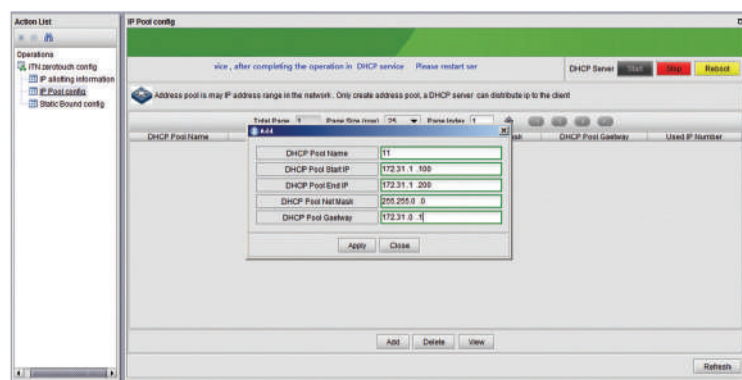 Action List
Operations
ITN zerotouch config
IP allotting information
IP Pool config
Static Bound config
IP Pool config
vice , after completing the operation in DHCP service Please restart ser
DHCP Server Start Stop Reboot
Address pool is may IP address range in the network . Only create address pool, a DHCP server can distribute ip to the client
Total Page 1 Page Size (row) 25 Page Index 1
DHCP Pool Name DHCP Pool Gaetway Used IP Number
Add
DHCP Pool Name 11
DHCP Pool Start IP 172.31 .1 .100
DHCP Pool End IP 172.31 .1 .200
DHCP Pool Net Mask 255.255.0 .0
DHCP Pool Gaetway 172.31.0 .1
Apply Close
Add Delete View
Refresh